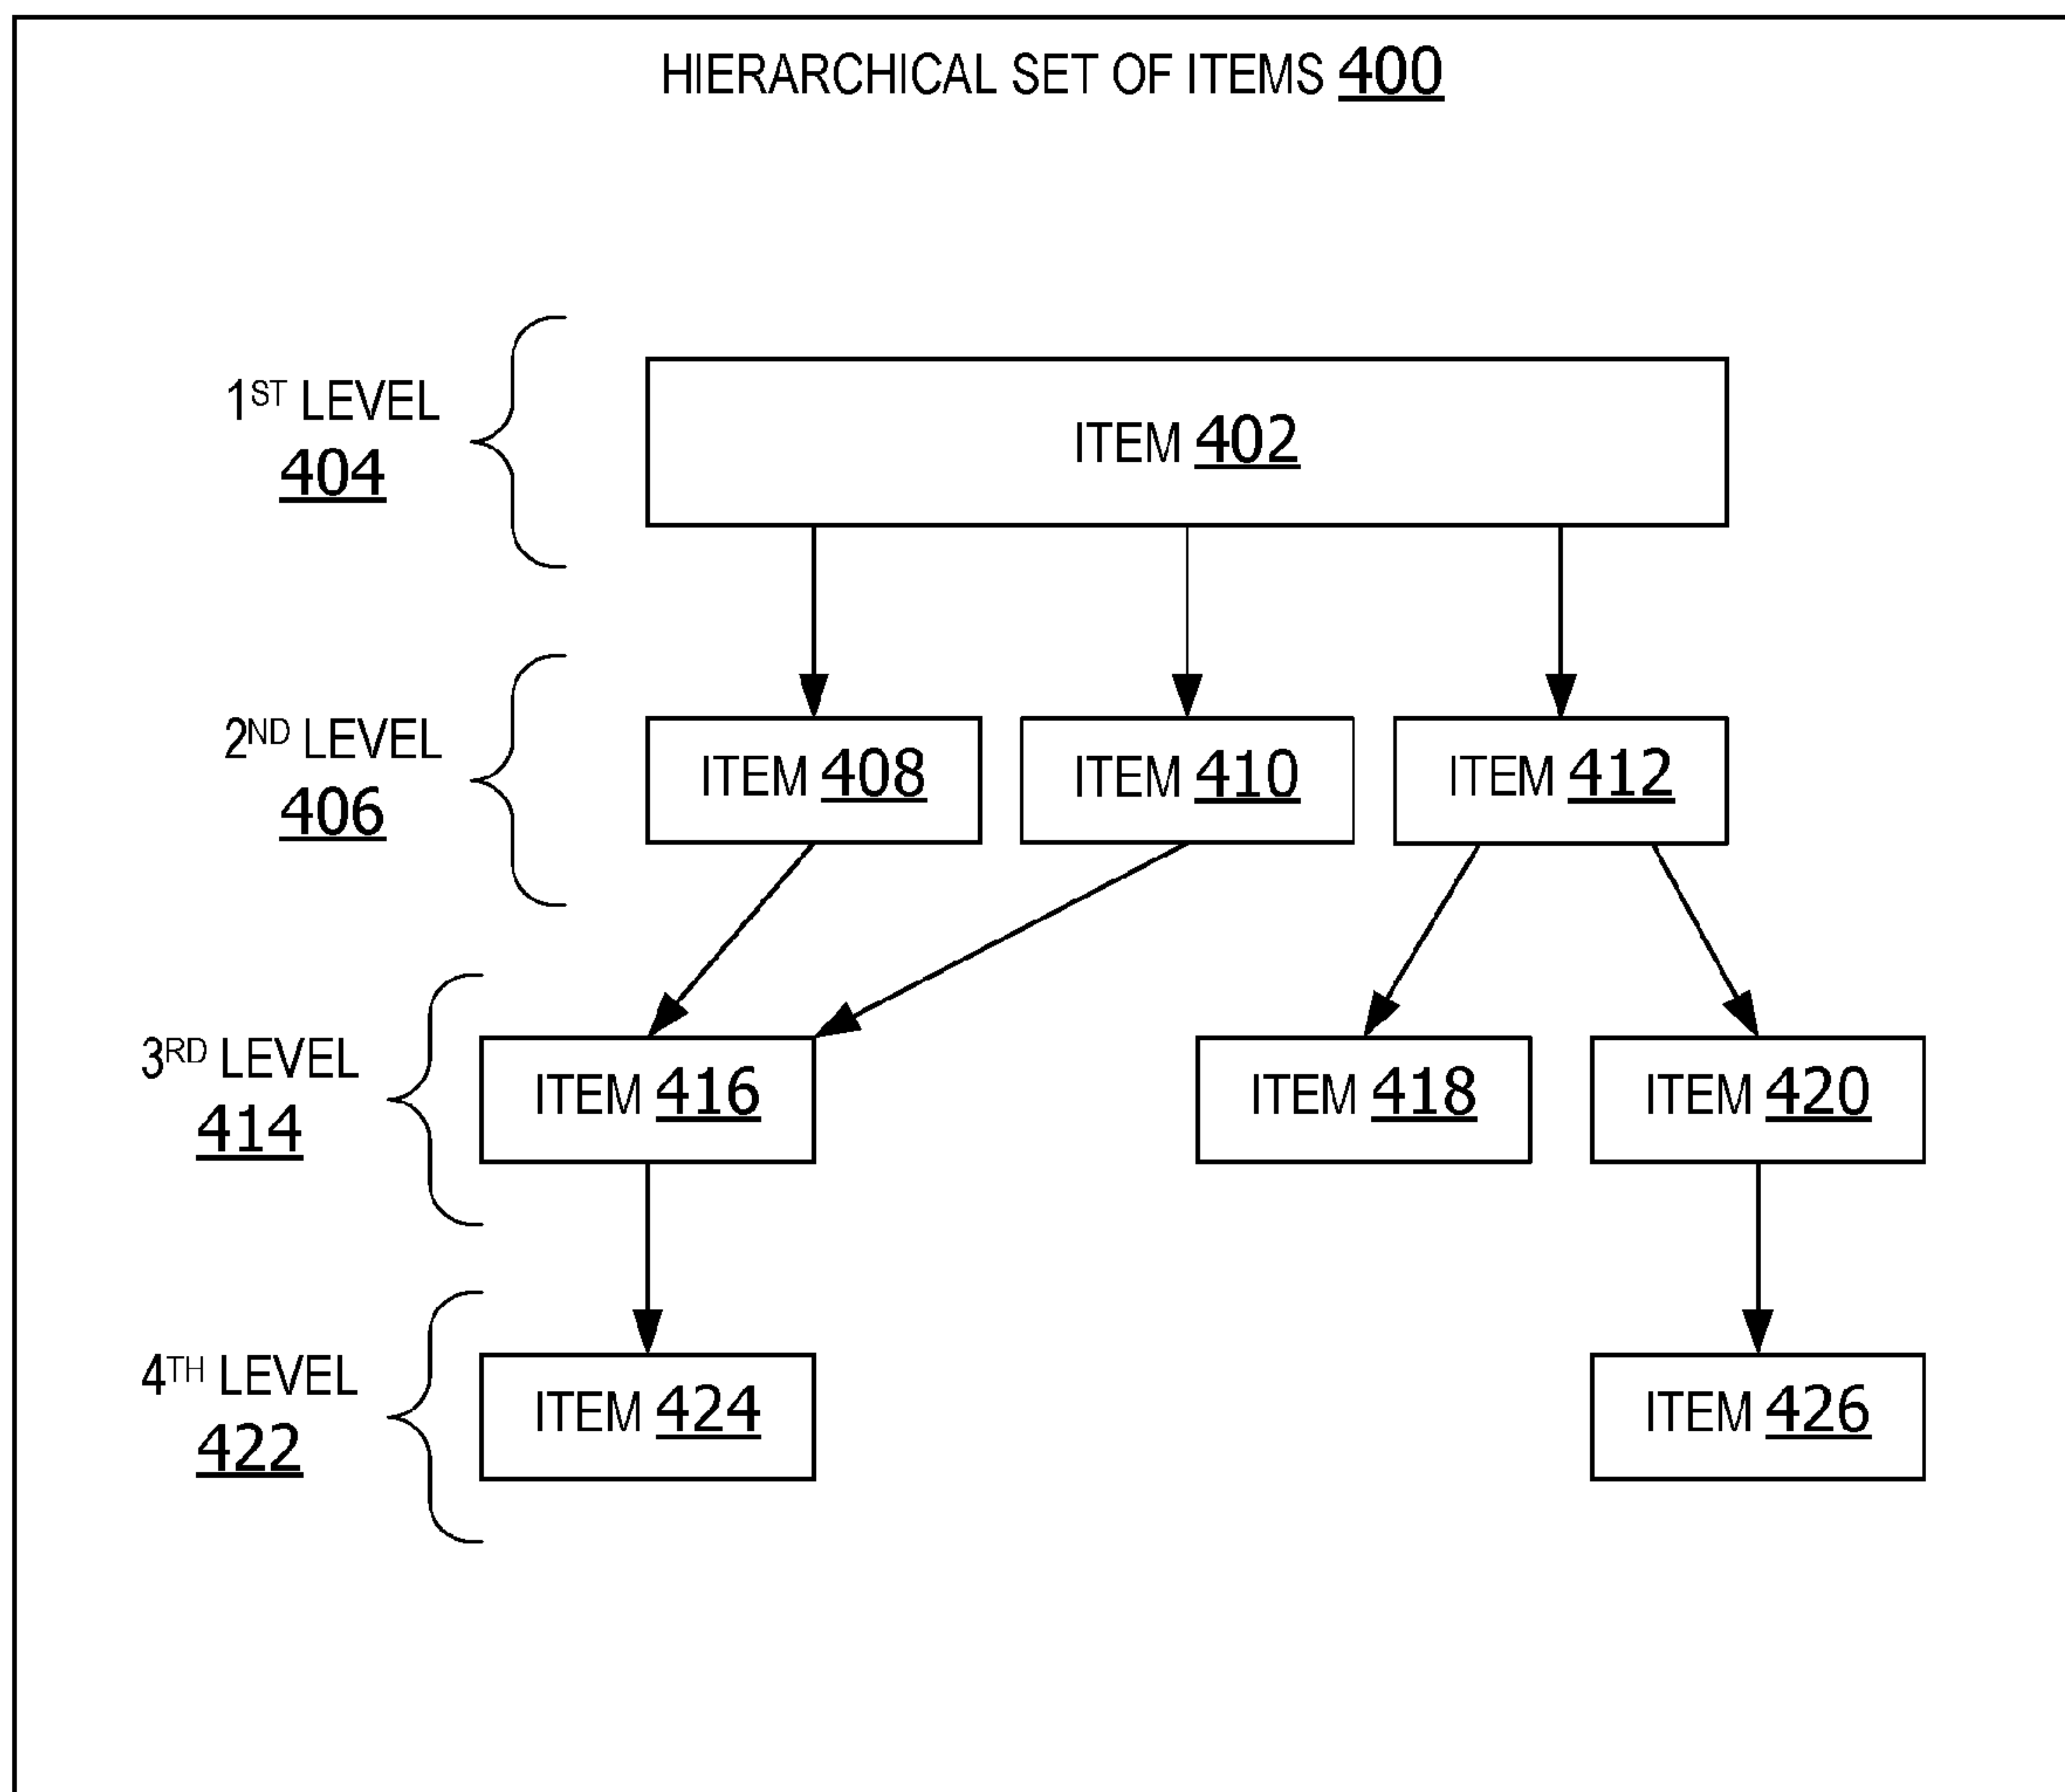 HIERARCHICAL SET OF ITEMS 400
1ST LEVEL
404
ITEM 402
2ND LEVEL
406
ITEM 408
ITEM 410
ITEM 412
3RD LEVEL
414
ITEM 416
ITEM 418
ITEM 420
4TH LEVEL
422
ITEM 424
ITEM 426